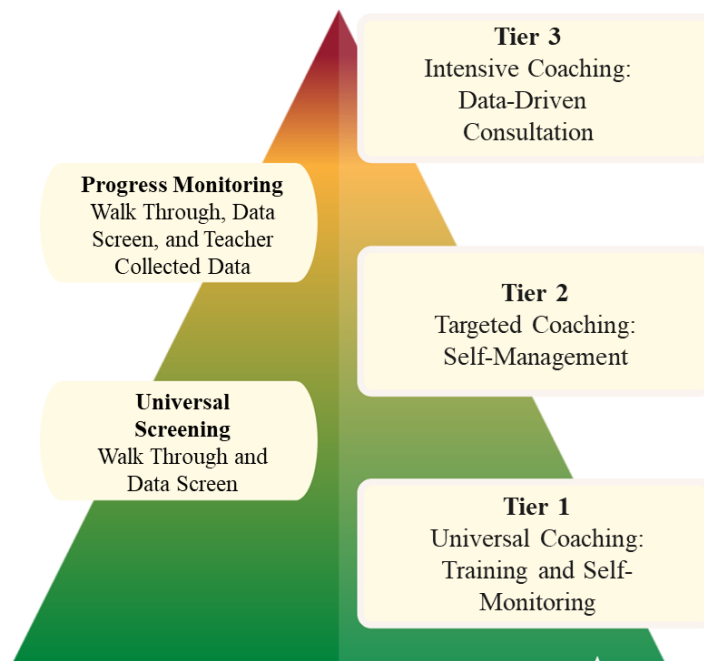 Tier 3
Intensive Coaching:
Data-Driven
Consultation
Progress Monitoring
Walk Through, Data
Screen, and Teacher
Collected Data
Tier 2
Targeted Coaching:
Self-Management
Universal
Screening
Walk Through and
Data Screen
Tier 1
Universal Coaching:
Training and Self-
Monitoring